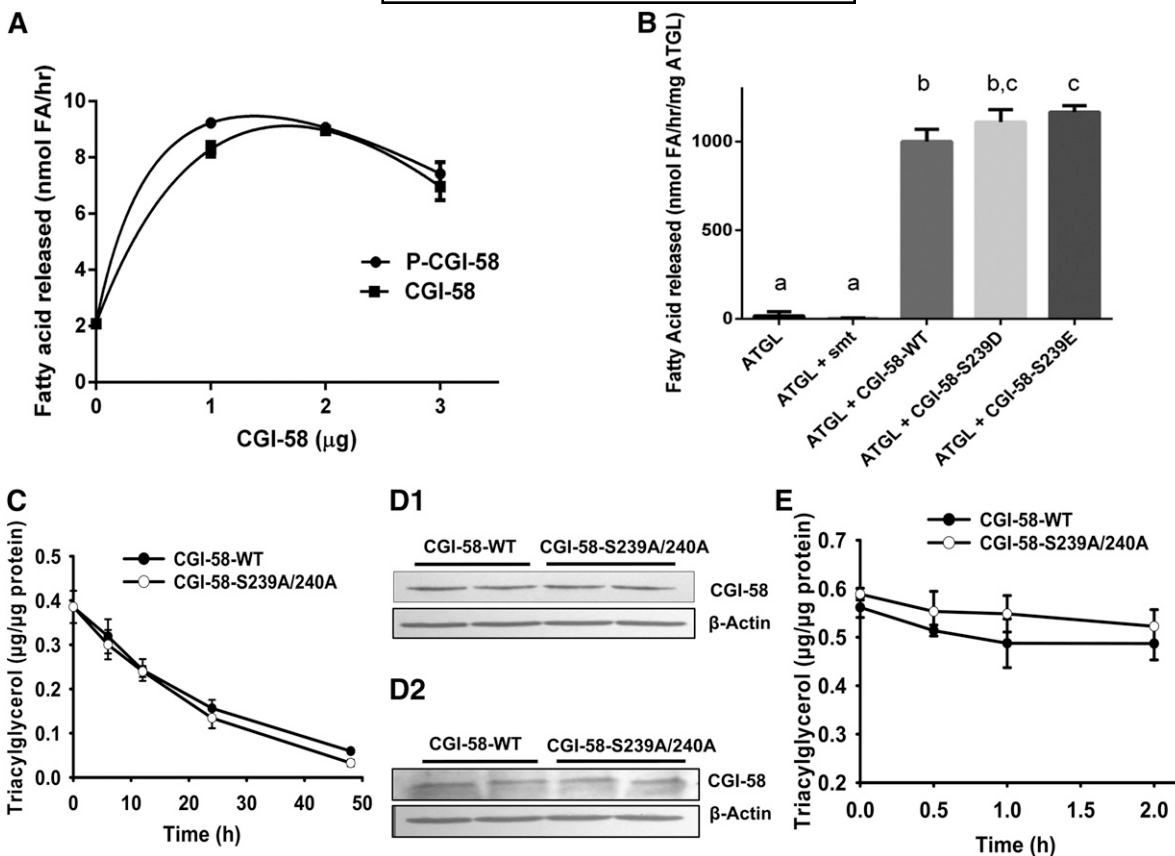 A
Fatty acid released (nmol FA/hr)
10
8
6
4
2
0
0 1 2 3
CGI-58 (μg)
P-CGI-58
CGI-58
B
Fatty Acid released (nmol FA/hr/mg ATGL)
1000
500
0
a a b b,c c
ATGL
ATGL + smt
ATGL + CGI-58-WT
ATGL + CGI-58-S239D
ATGL + CGI-58-S239E
C
Triacylglycerol (μg/μg protein)
0.5
0.4
0.3
0.2
0.1
0.0
0 10 20 30 40 50
Time (h)
CGI-58-WT
CGI-58-S239A/240A
D1
CGI-58-WT CGI-58-S239A/240A
CGI-58
β-Actin
D2
CGI-58-WT CGI-58-S239A/240A
CGI-58
β-Actin
E
CGI-58-WT
CGI-58-S239A/240A
Triacylglycerol (μg/μg protein)
0.7
0.6
0.5
0.4
0.3
0.2
0.0 0.5 1.0 1.5 2.0
Time (h)